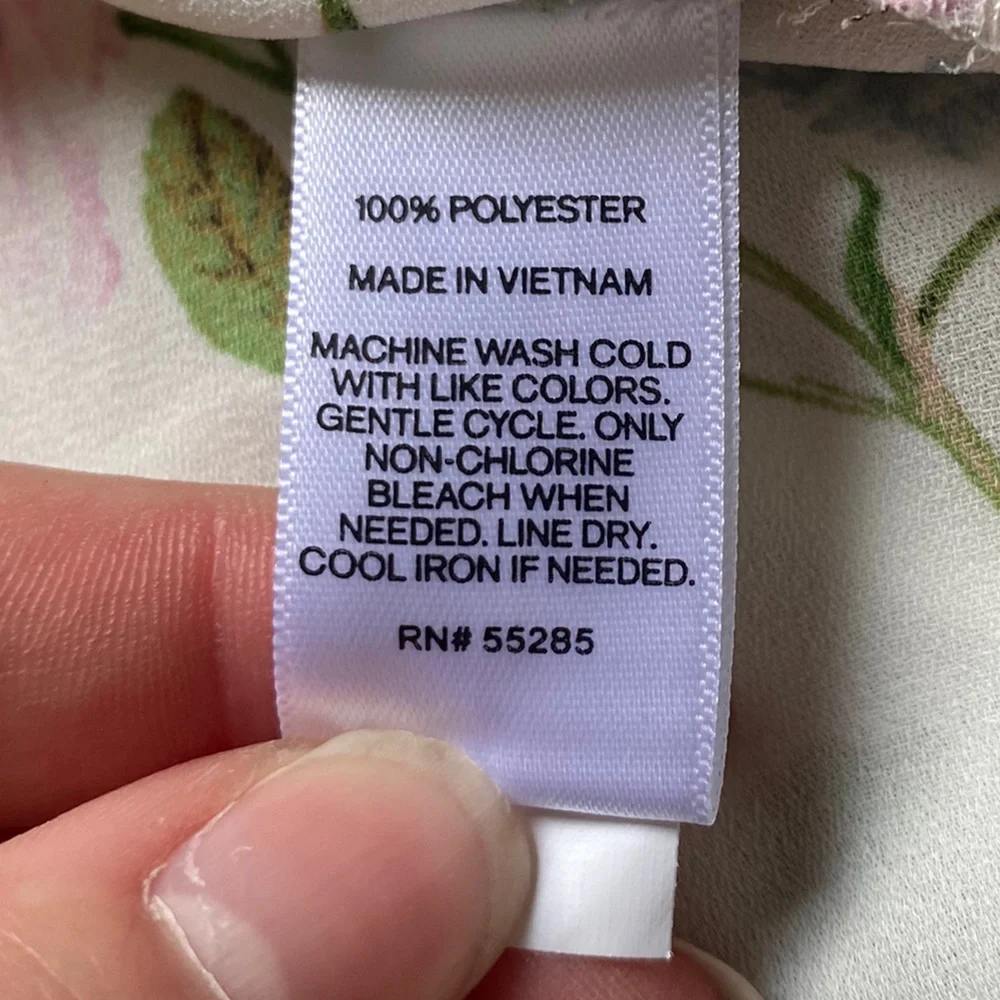 100% POLYESTER
MADE IN VIETNAM
MACHINE WASH COLD
WITH LIKE COLORS.
GENTLE CYCLE. ONLY
NON-CHLORINE
BLEACH WHEN
NEEDED. LINE DRY.
COOL IRON IF NEEDED.
RN# 55285